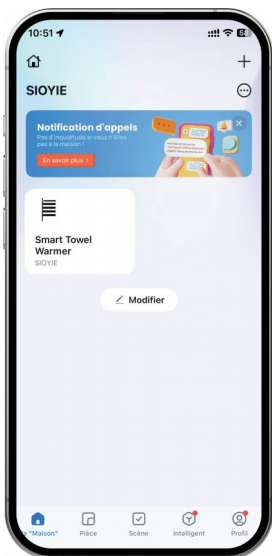 10:51
SIOYIE
Notification d'appels
Pas d'inquiétude si vous n'êtes
pas à la maison !
En savoir plus >
Smart Towel
Warmer
SIOYIE
Modifier
"Maison"
Pièce
Scène
Intelligent
Profil